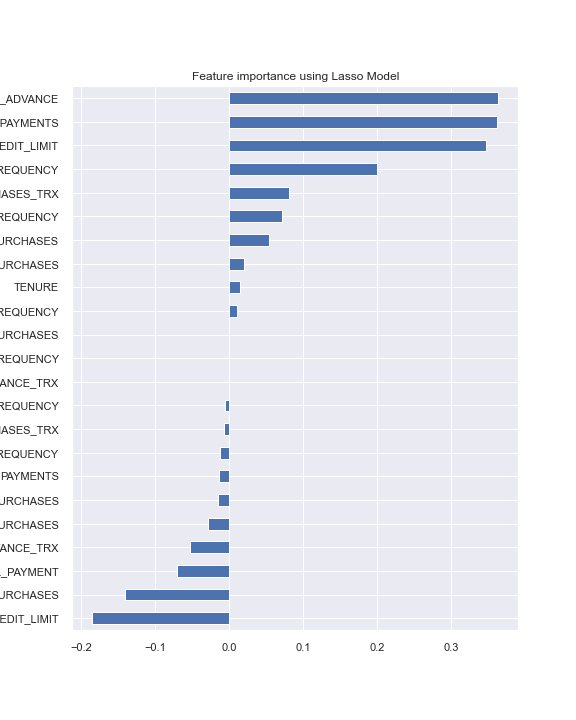 Feature importance using Lasso Model
_ADVANCE
PAYMENTS
EDIT_LIMIT
REQUENCY
HASES_TRX
REQUENCY
URCHASES
URCHASES
TENURE
REQUENCY
URCHASES
REQUENCY
ANCE_TRX
REQUENCY
HASES_TRX
REQUENCY
PAYMENTS
URCHASES
URCHASES
ANCE_TRX
_PAYMENT
URCHASES
EDIT_LIMIT
−0.2 −0.1 0.0 0.1 0.2 0.3